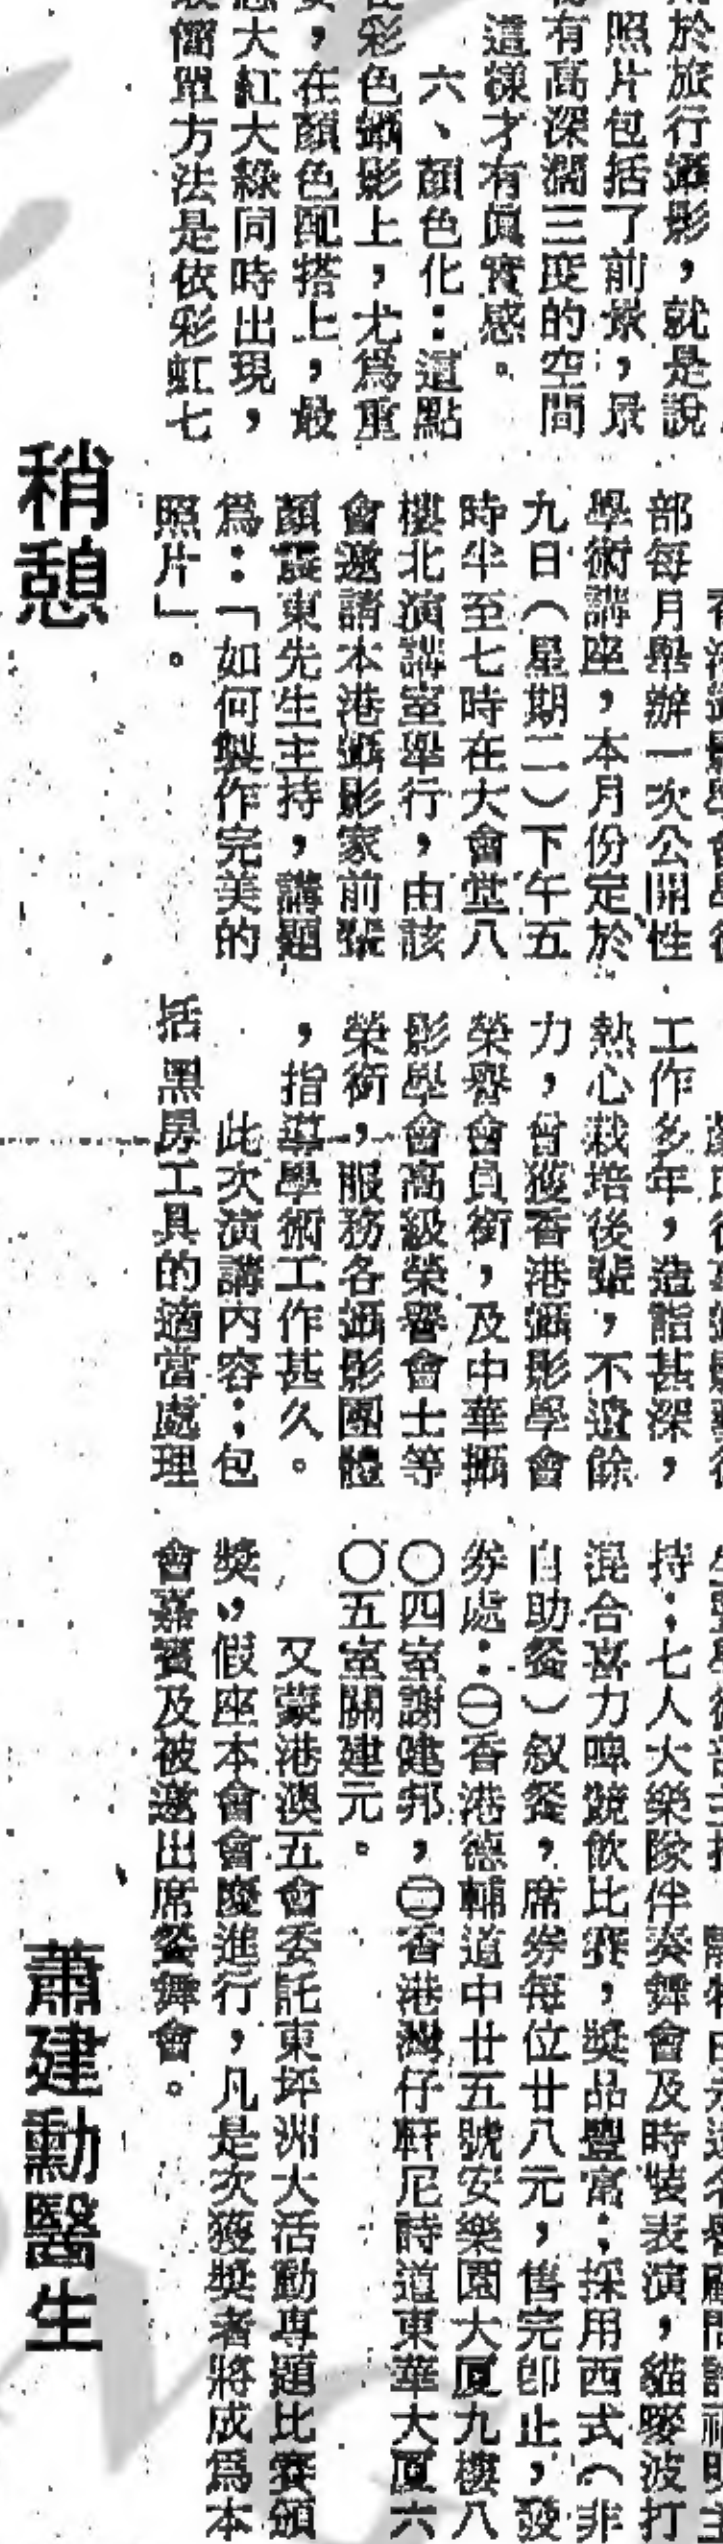 於旅行攝影，就是說
照片包括了前景，景
有高深濶三度的空間
這樣才有眞實感。
六、顏色化：這點
彩色攝影上，尤爲重
，在顏色配搭上，最
大紅大綠同時出現，
簡單方法是依彩虹七
部每月舉辦一次公開性
學術講座，本月份定於
九日（星期二）下午五
時半至七時在大會堂八
樓北演講室舉行，由該
會邀請本港攝影家前張
顏震東先生主持，講題
爲：「如何製作完美的
照片」。
工作多年，造詣甚深，
熱心栽培後進，不遺餘
力，曾獲香港攝影學會
榮譽會員銜，及中華攝
影學會高級榮譽會士等
榮銜，服務各攝影團體
，指導學術工作甚久。
此次演講內容：包
括黑房工具的適當處理
持；七人大樂隊伴奏舞會及時裝表演，貓嘜波打
混合喜力啤競飲比賽，獎品豐富；採用西式（非
自助餐）叙餐，席券每位廿八元，售完卽止，發
券處：㊀香港德輔道中廿五號安樂園大厦九樓八
〇四室謝建邦，㊁香港灣仔軒尼詩道東華大厦六
〇五室關建元。
又蒙港澳五會委託東坪洲大活動專題比賽頒
獎，假座本會會慶進行，凡是次獲獎者將成爲本
會嘉賓及被邀出席餐舞會。
稍憩
蕭建勳醫生